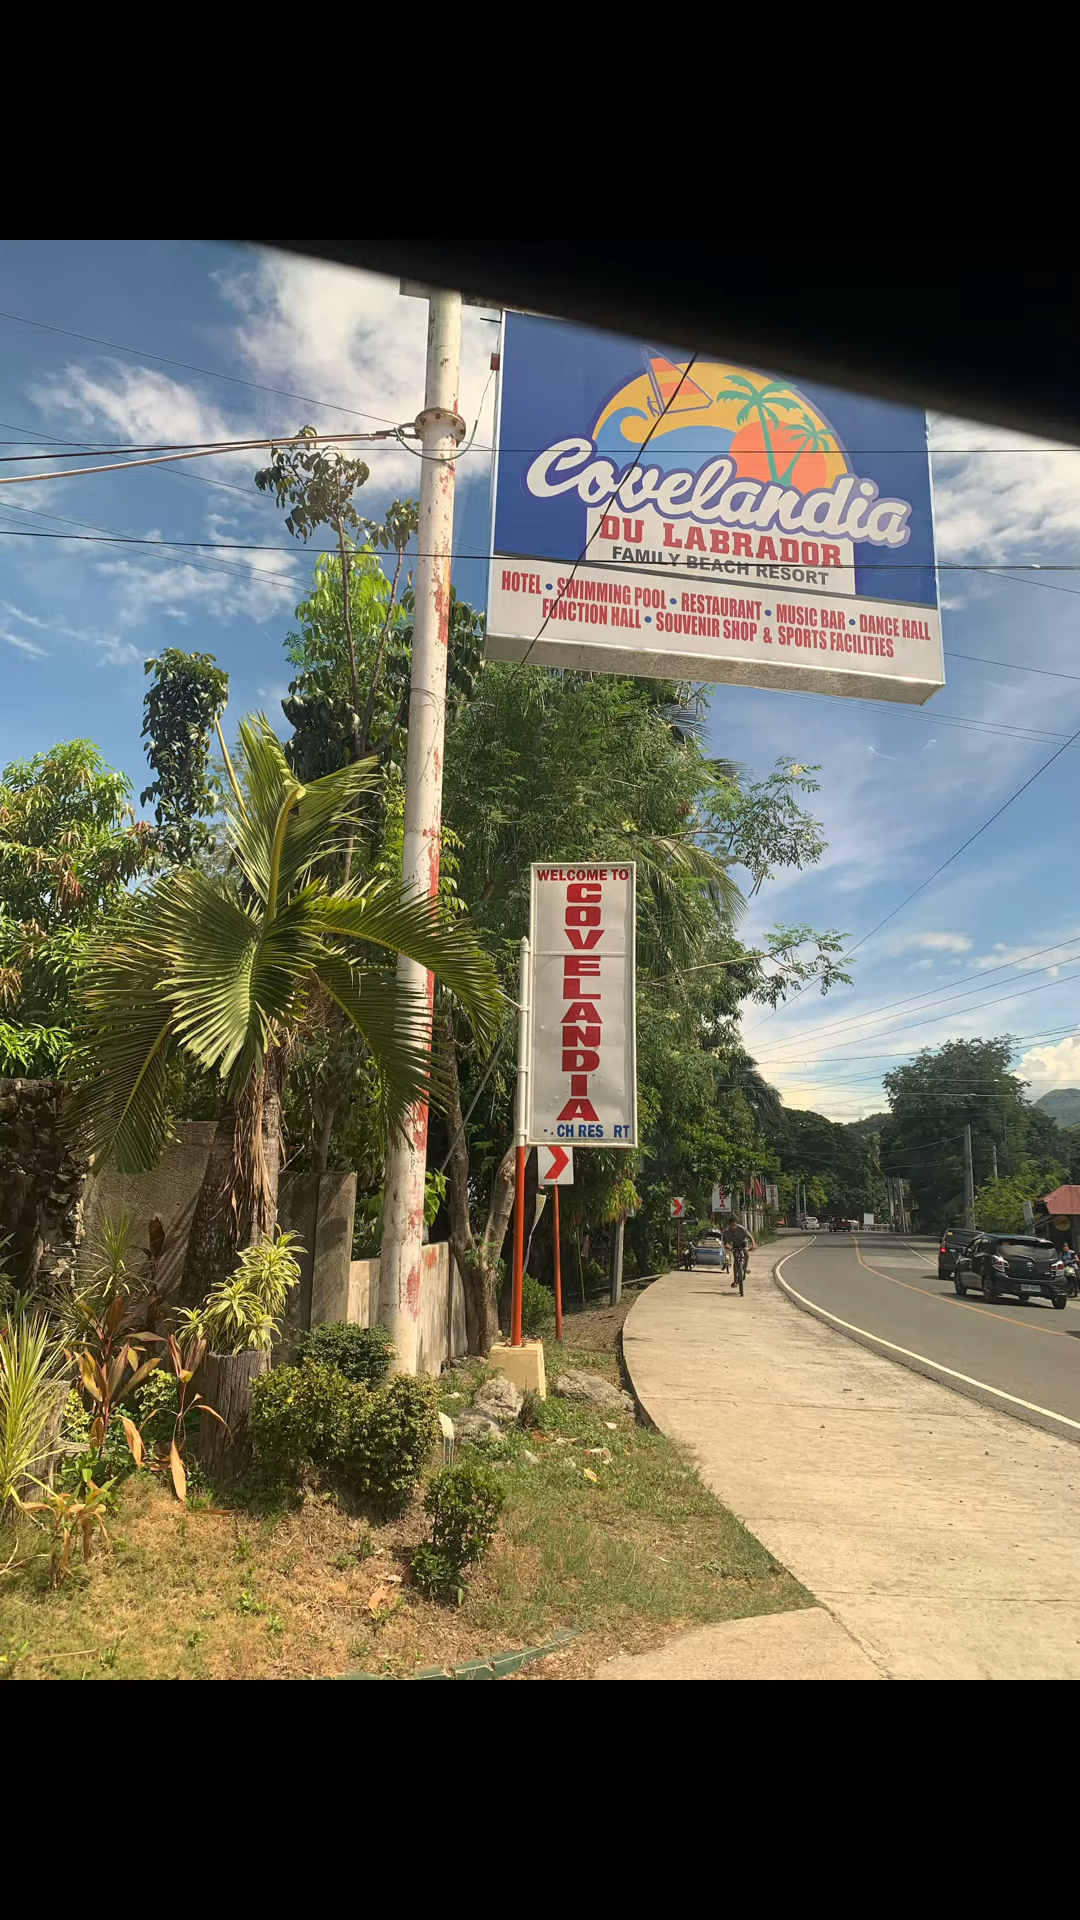 Covelandia
DU LABRADOR
FAMILY BEACH RESORT
HOTEL • SWIMMING POOL • RESTAURANT • MUSIC BAR • DANCE HALL
FUNCTION HALL • SOUVENIR SHOP & SPORTS FACILITIES
WELCOME TO
COVELANDIA
CH RES RT